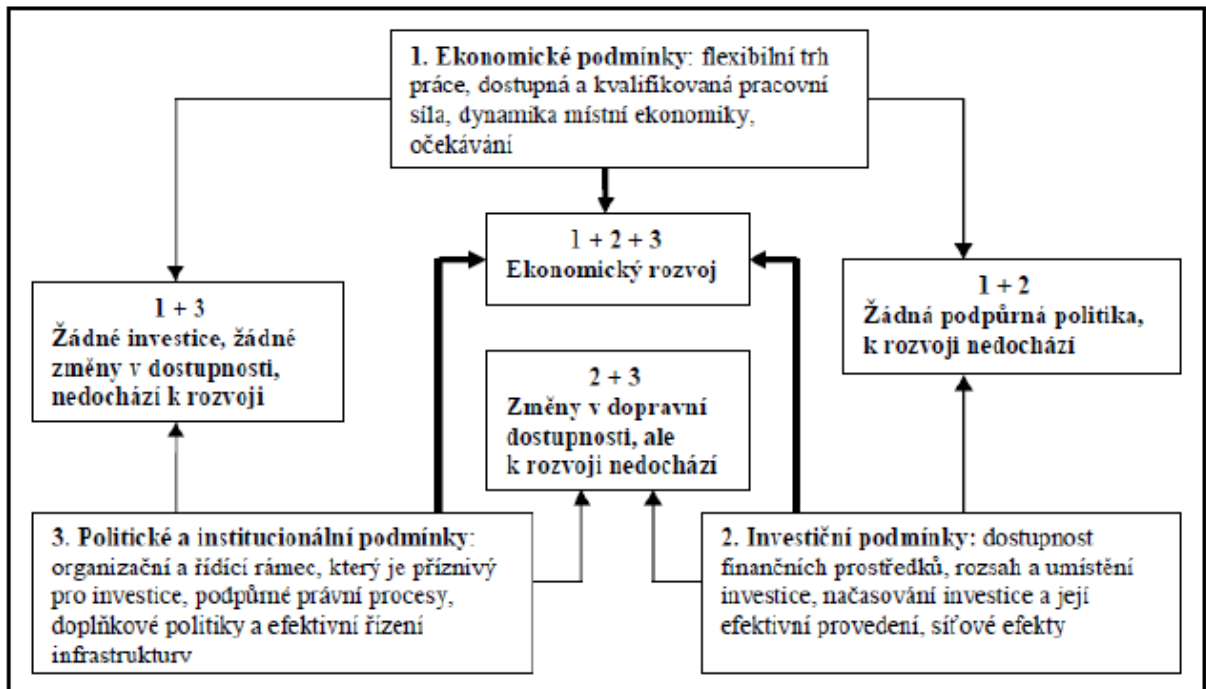 1. Ekonomické podmínky: flexibilní trh
práce, dostupná a kvalifikovaná pracovní
síla, dynamika místní ekonomiky,
očekávání
1 + 2 + 3
Ekonomický rozvoj
1 + 3
Žádné investice, žádné
změny v dostupnosti,
nedochází k rozvoji
1 + 2
Žádná podpůrná politika,
k rozvoji nedochází
2 + 3
Změny v dopravní
dostupnosti, ale
k rozvoji nedochází
3. Politické a institucionální podmínky:
organizační a řídící rámec, který je příznivý
pro investice, podpůrné právní procesy,
doplňkové politiky a efektivní řízení
infrastruktury
2. Investiční podmínky: dostupnost
finančních prostředků, rozsah a umístění
investice, načasování investice a její
efektivní provedení, síťové efekty